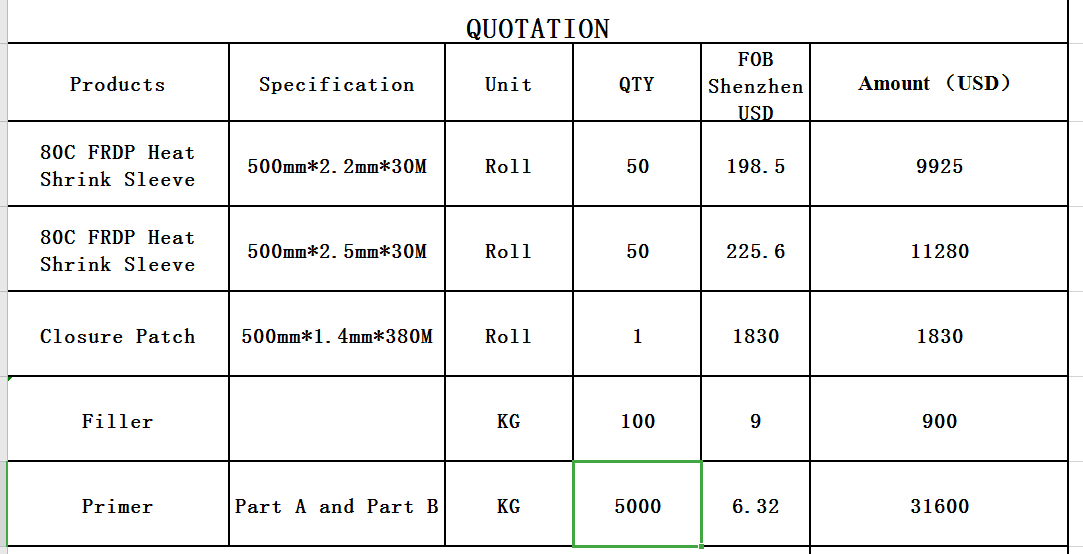 QUOTATION
Products Specification Unit QTY FOB Shenzhen USD Amount （USD）
80C FRDP Heat Shrink Sleeve 500mm*2.2mm*30M Roll 50 198.5 9925
80C FRDP Heat Shrink Sleeve 500mm*2.5mm*30M Roll 50 225.6 11280
Closure Patch 500mm*1.4mm*380M Roll 1 1830 1830
Filler KG 100 9 900
Primer Part A and Part B KG 5000 6.32 31600